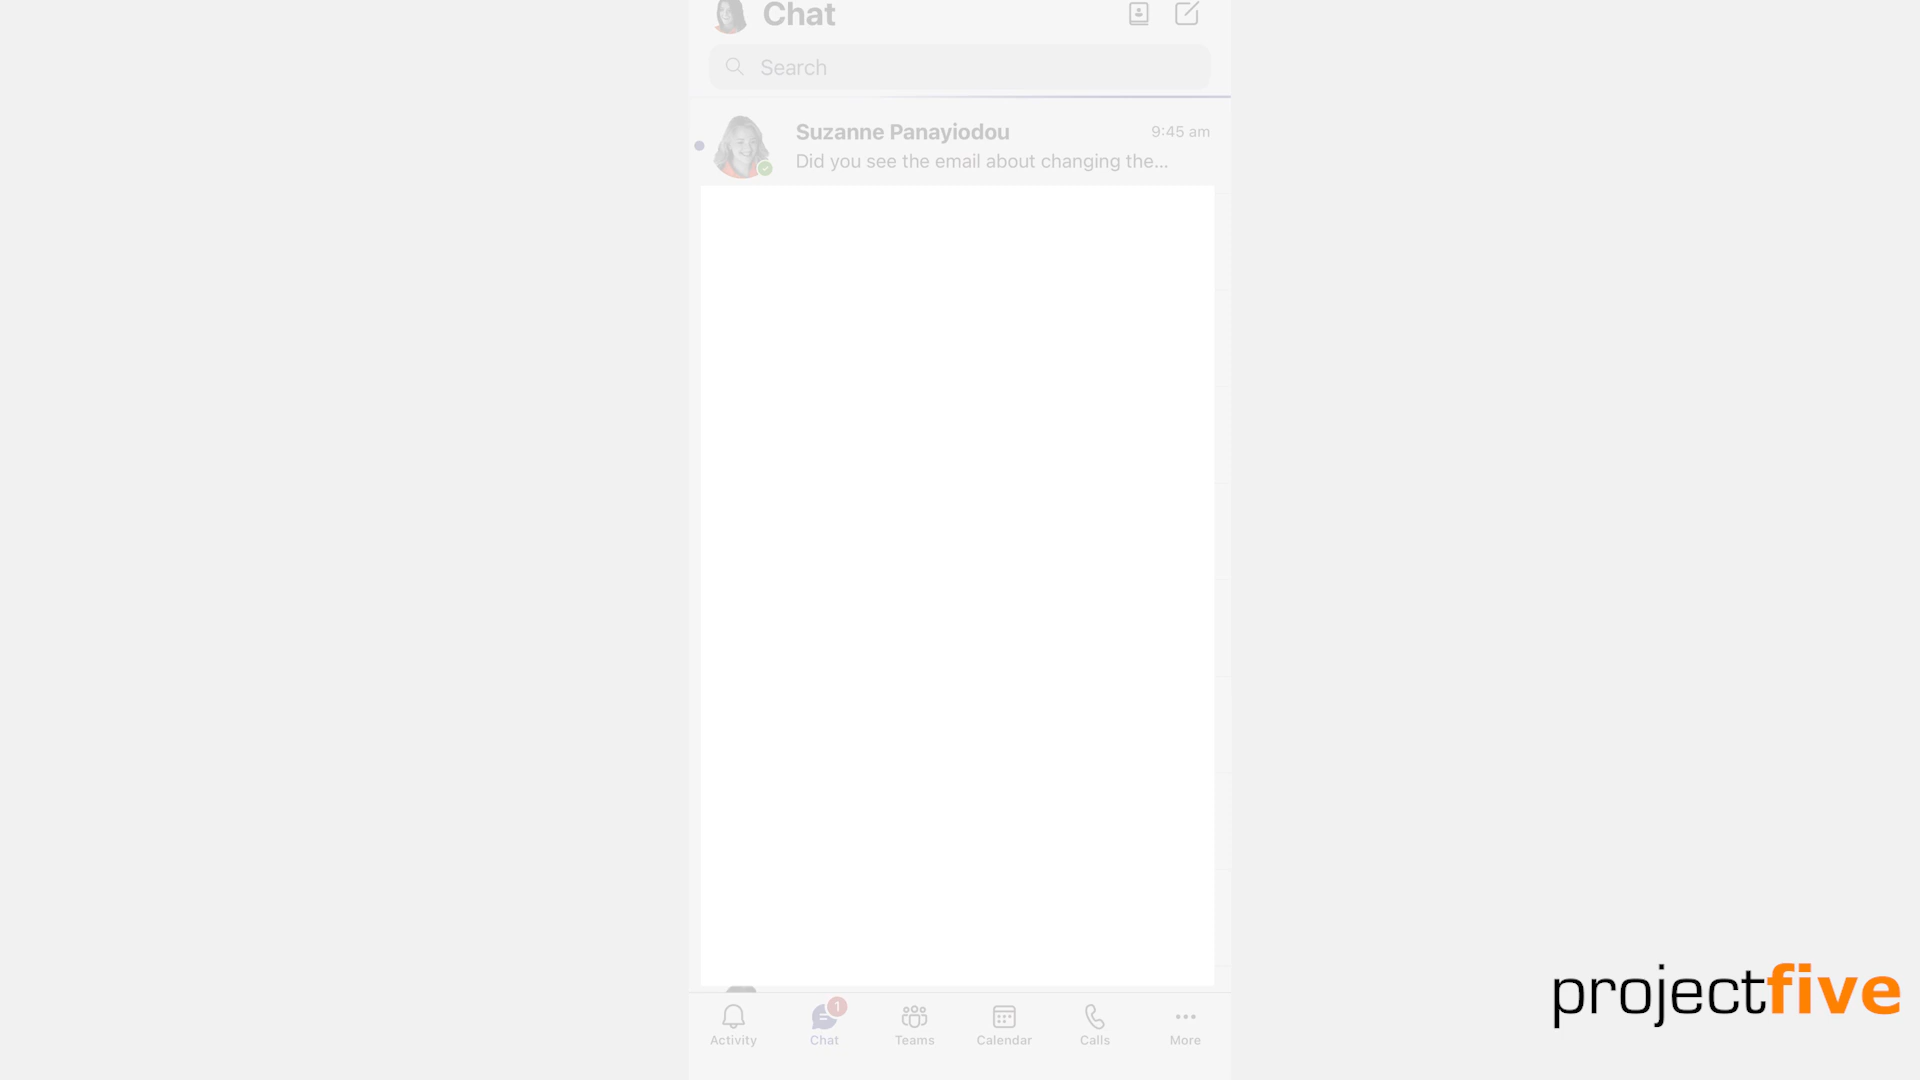 Chat
Search
Suzanne Panayiodou
9:45 am
Did you see the email about changing the...
1
Activity
Chat
Teams
Calendar
Calls
More
projectfive